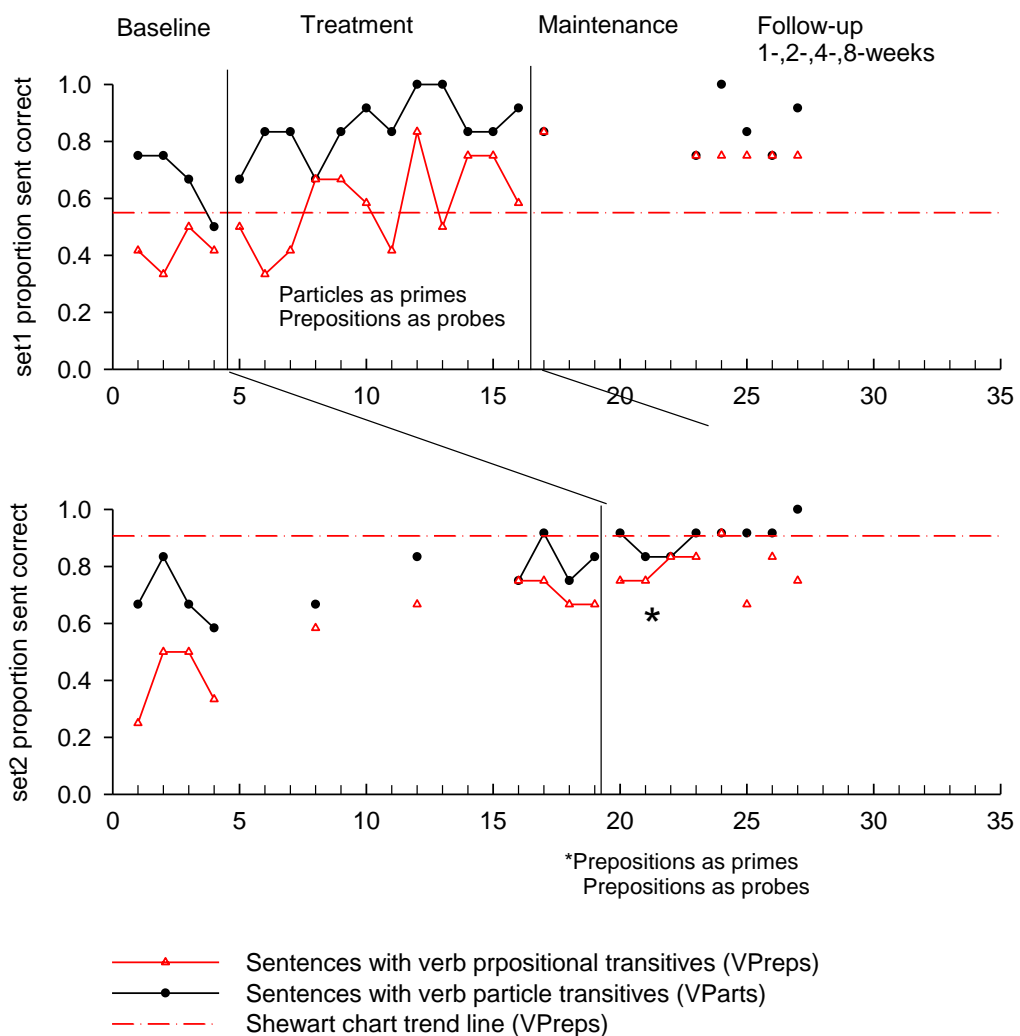 Baseline
Treatment
Maintenance
Follow-up
1-,2-,4-,8-weeks
set1 proportion sent correct
1.0
0.8
0.6
0.4
0.2
0.0
Particles as primes
Prepositions as probes
0 5 10 15 20 25 30 35
set2 proportion sent correct
1.0
0.8
0.6
0.4
0.2
0.0
*
0 5 10 15 20 25 30 35
*Prepositions as primes
Prepositions as probes
Sentences with verb prpositional transitives (VPreps)
Sentences with verb particle transitives (VParts)
Shewart chart trend line (VPreps)